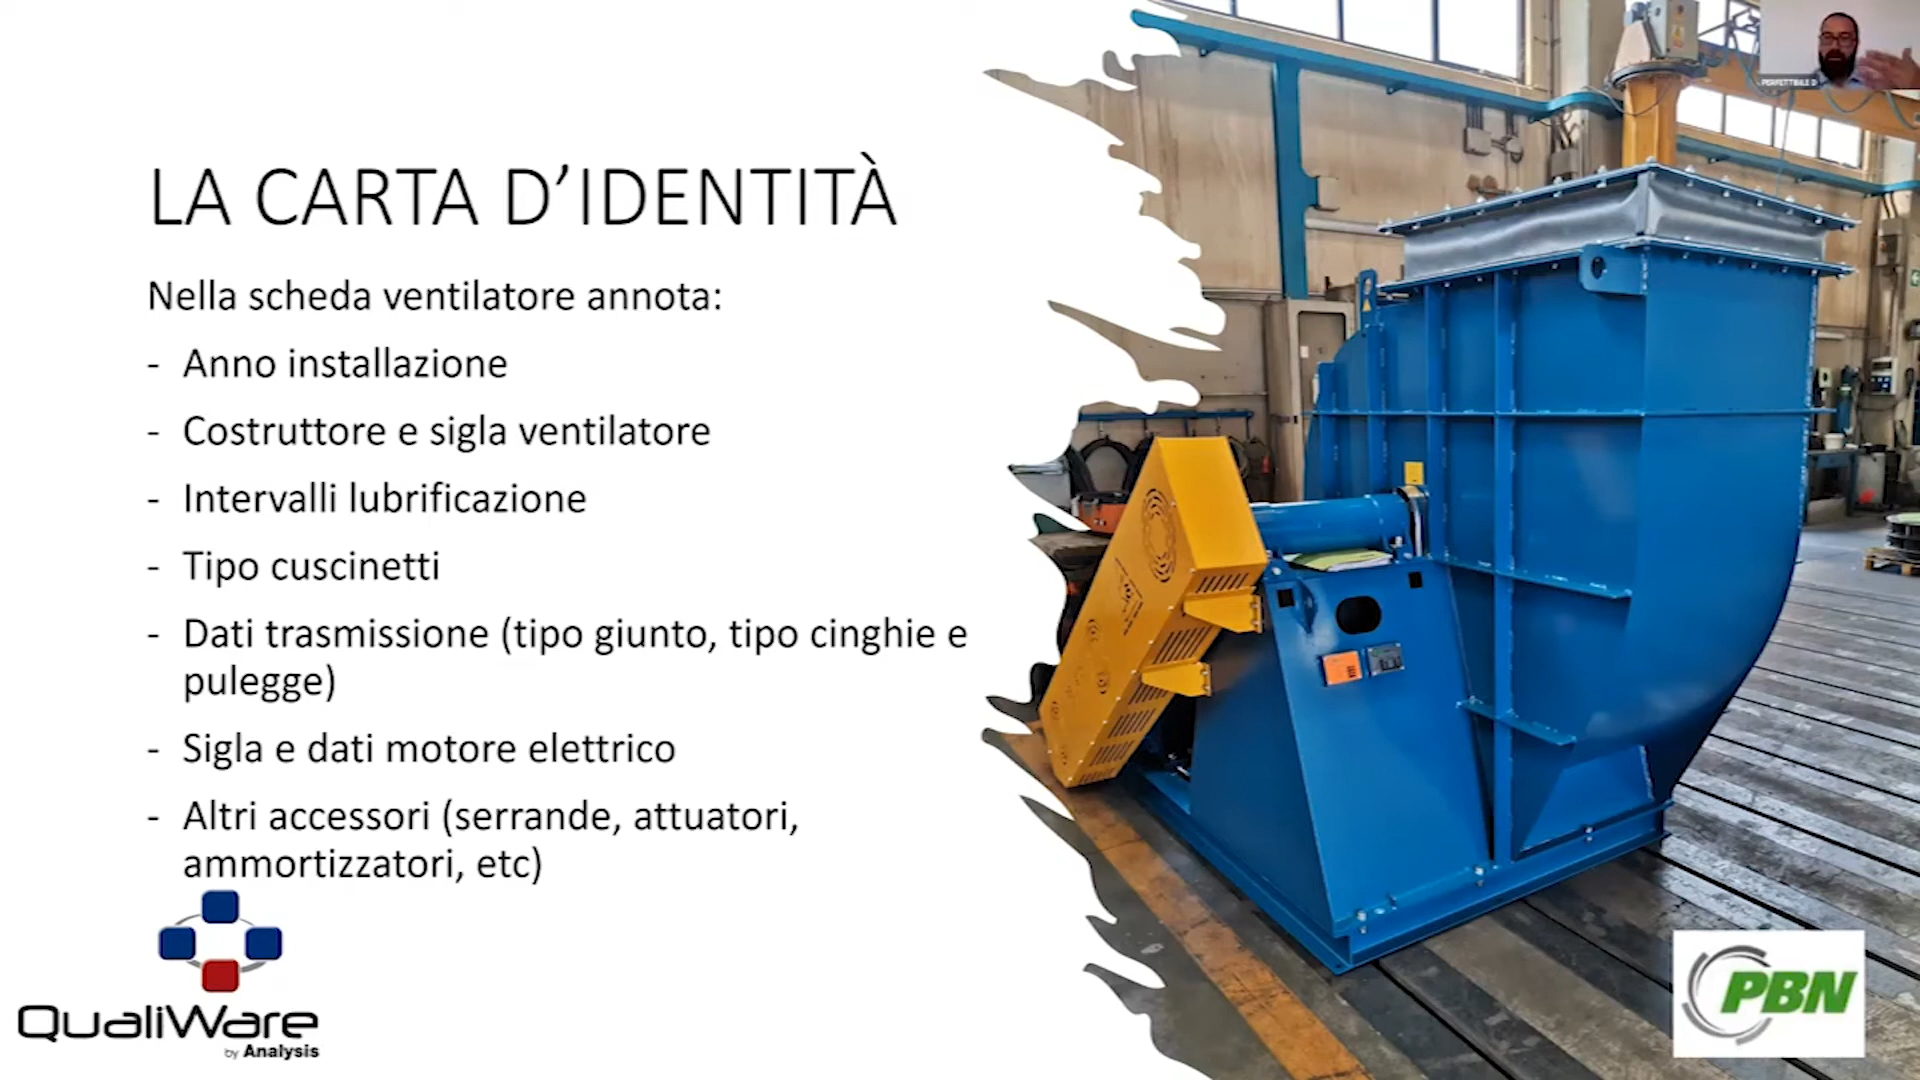 PERFETTIBILE D
LA CARTA D'IDENTITÀ
Nella scheda ventilatore annota:
- Anno installazione
- Costruttore e sigla ventilatore
- Intervalli lubrificazione
- Tipo cuscinetti
- Dati trasmissione (tipo giunto, tipo cinghie e
pulegge)
- Sigla e dati motore elettrico
- Altri accessori (serrande, attuatori,
ammortizzatori, etc)
QualiWare
by Analysis
PBN